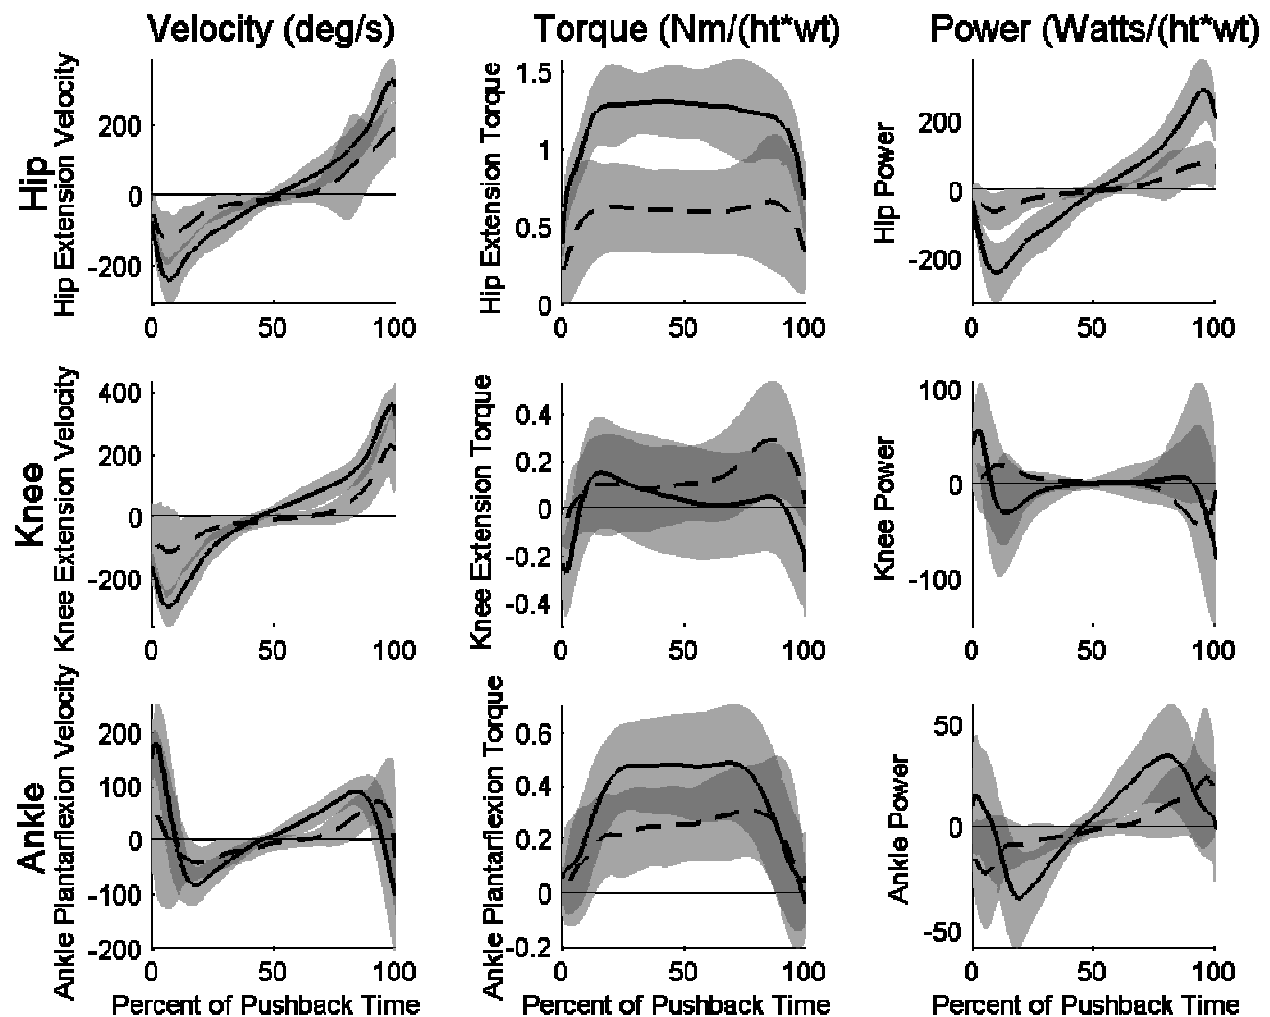 Velocity (deg/s) Torque (Nm/(ht*wt) Power (Watts/(ht*wt)
Hip
Hip Extension Velocity
200
0
-200
0 50 100
Hip Extension Torque
1.5
1
0.5
0
0 50 100
Hip Power
200
0
-200
0 50 100
Knee
Knee Extension Velocity
400
200
0
-200
0 50 100
Knee Extension Torque
0.4
0.2
0
-0.2
-0.4
0 50 100
Knee Power
100
0
-100
0 50 100
Ankle
Ankle Plantarflexion Velocity
200
100
0
-100
-200
0 50 100
Percent of Pushback Time
Ankle Plantarflexion Torque
0.6
0.4
0.2
0
-0.2
0 50 100
Percent of Pushback Time
Ankle Power
50
0
-50
0 50 100
Percent of Pushback Time